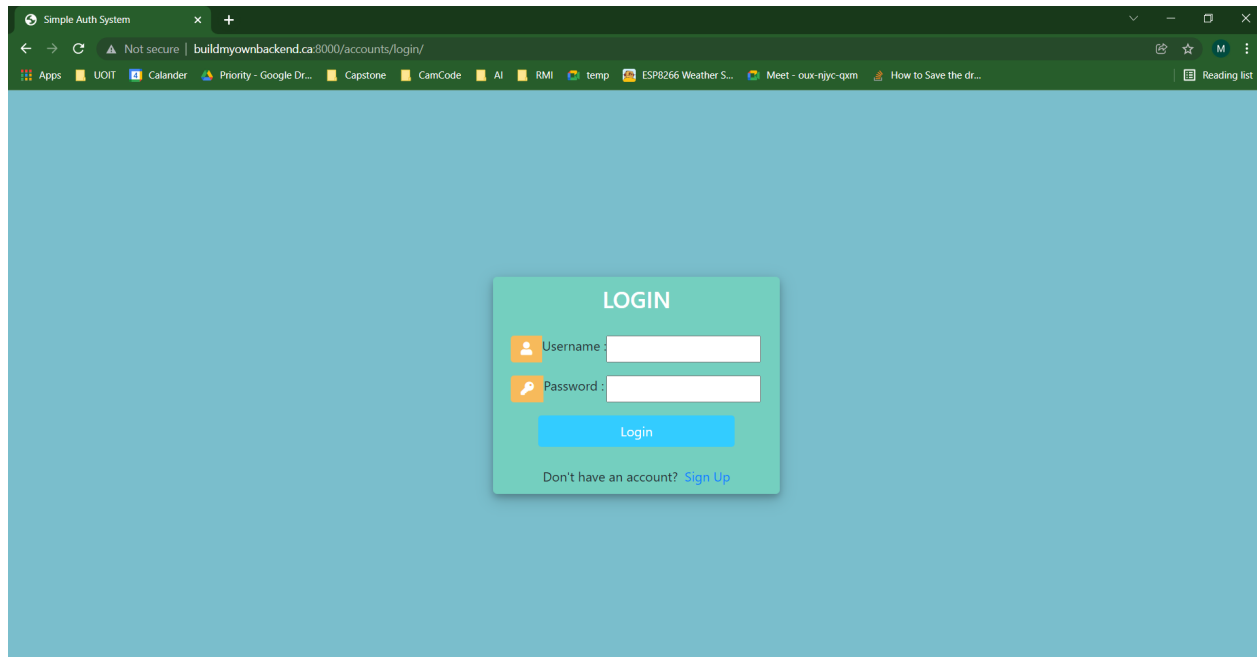 Simple Auth System
Not secure | buildmyownbackend.ca:8000/accounts/login/
M
Apps UOIT 4 Calander Priority - Google Dr... Capstone CamCode AI RMI temp ESP8266 Weather S... Meet - oux-njyc-qxm How to Save the dr... Reading list
LOGIN
Username :
Password :
Login
Don't have an account? Sign Up